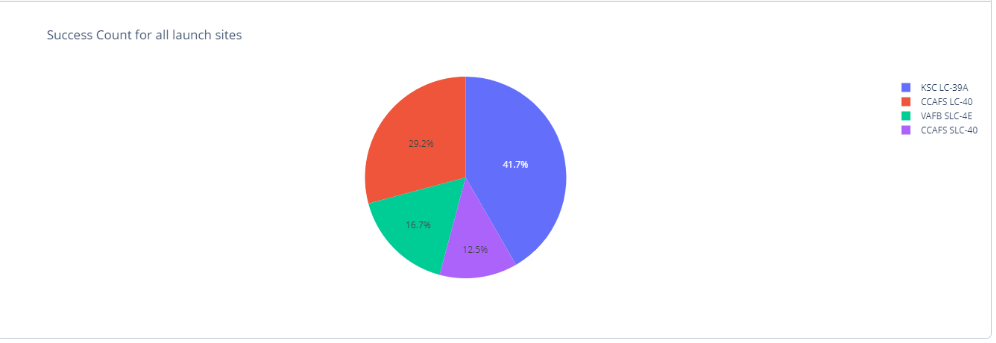 Success Count for all launch sites
KSC LC-39A
CCAFS LC-40
VAFB SLC-4E
CCAFS SLC-40
29.2%
41.7%
16.7%
12.5%